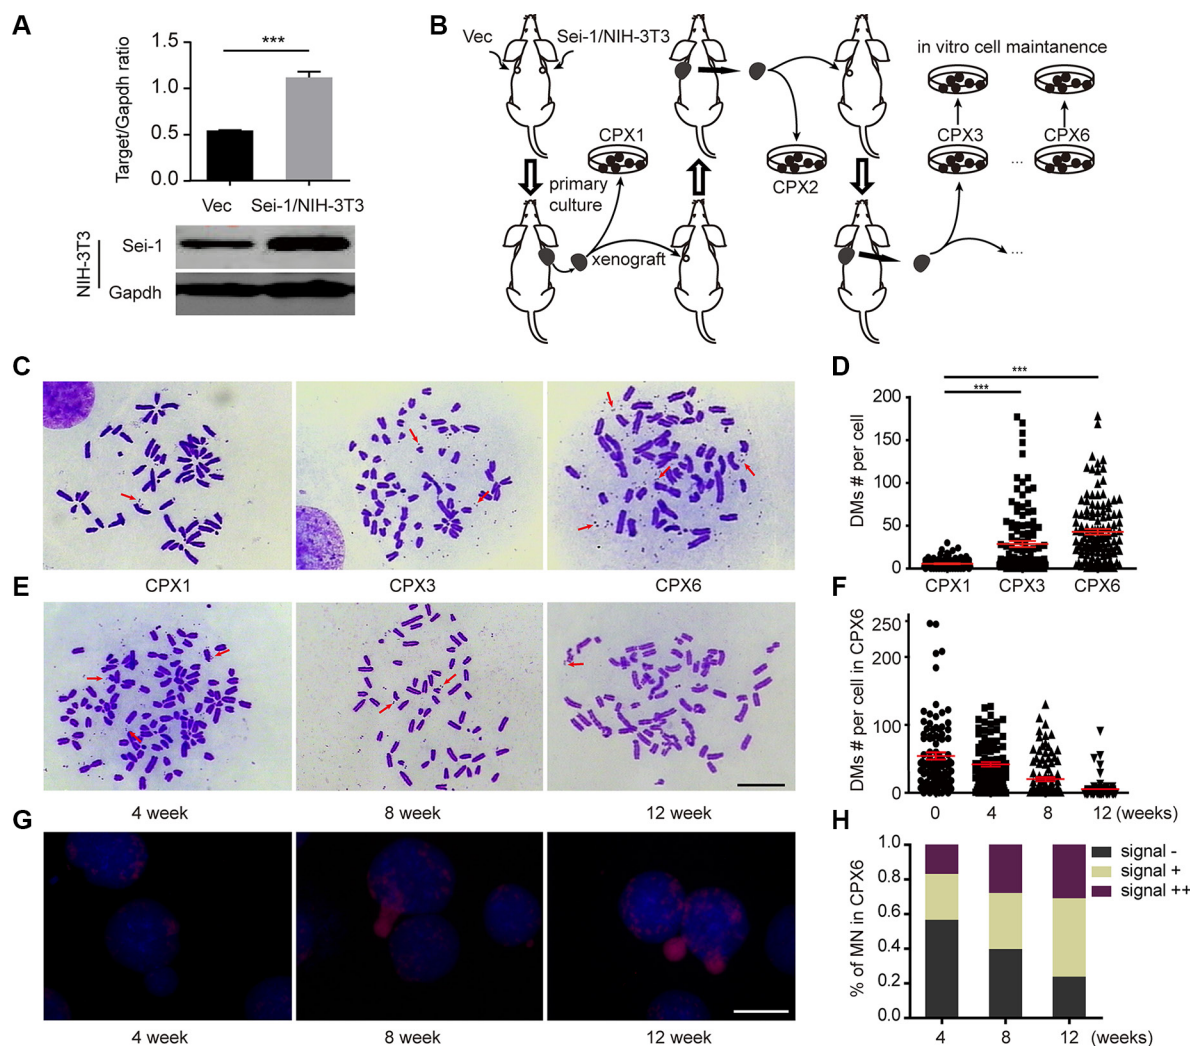 A
***
Target/Gapdh ratio
1.5
1.0
0.5
0.0
Vec Sei-1/NIH-3T3
NIH-3T3
Sei-1
Gapdh
B
Vec Sei-1/NIH-3T3
in vitro cell maintanence
CPX1
CPX2
CPX3 CPX6
...
primary
culture
xenograft
...
C
CPX1 CPX3 CPX6
D
***
***
DMs # per cell
200
150
100
50
0
CPX1 CPX3 CPX6
E
4 week 8 week 12 week
F
DMs # per cell in CPX6
250
200
100
0
0 4 8 12 (weeks)
G
4 week 8 week 12 week
H
% of MN in CPX6
1.0
0.8
0.6
0.4
0.2
0.0
4 8 12 (weeks)
signal -
signal +
signal ++